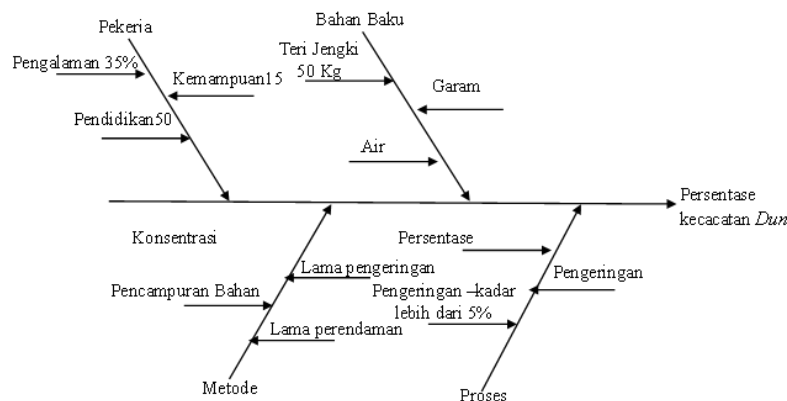 Pekeria
Bahan Baku
Pengalaman 35%
Kemampuan15
Pendidikan50
Teri Jengki
50 Kg
Garam
Air
Persentase
kecacatan Dun
Konsentrasi
Persentase
Lama pengeringan
Pengeringan
Pencampuran Bahan
Pengeringan –kadar
lebih dari 5%
Lama perendaman
Metode
Proses